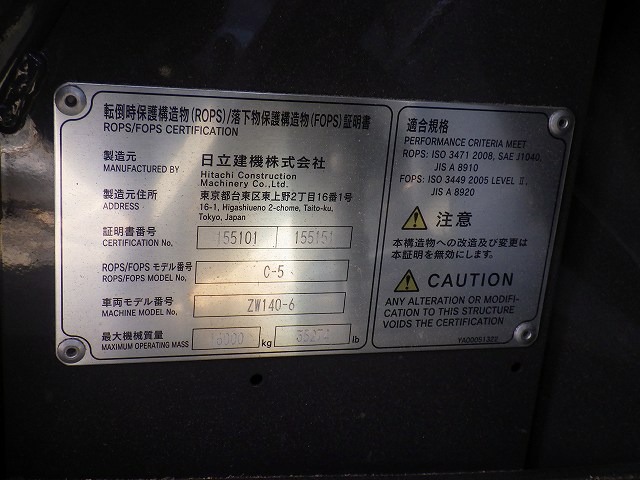 転倒時保護構造物(ROPS)/落下物保護構造物(FOPS)証明書
ROPS/FOPS CERTIFICATION
製造元
MANUFACTURED BY
日立建機株式会社
Hitachi Construction
Machinery Co.,Ltd.
製造元住所
ADDRESS
東京都台東区東上野2丁目16番1号
16-1, Higashiueno 2-chome, Taito-ku,
Tokyo, Japan
証明書番号
CERTIFICATION No.
155101 155151
ROPS/FOPS モデル番号
ROPS/FOPS MODEL No.
C-5
車両モデル番号
MACHINE MODEL No.
ZW140-6
最大機械質量
MAXIMUM OPERATING MASS
kg
lb
適合規格
PERFORMANCE CRITERIA MEET
ROPS: ISO 3471 2008, SAE J1040,
JIS A 8910
FOPS: ISO 3449 2005 LEVEL Ⅱ,
JIS A 8920
注意
本構造物への改造及び変更は
本証明を無効にします。
CAUTION
ANY ALTERATION OR MODIFI-
CATION TO THIS STRUCTURE
VOIDS THE CERTIFICATION
YA00051322